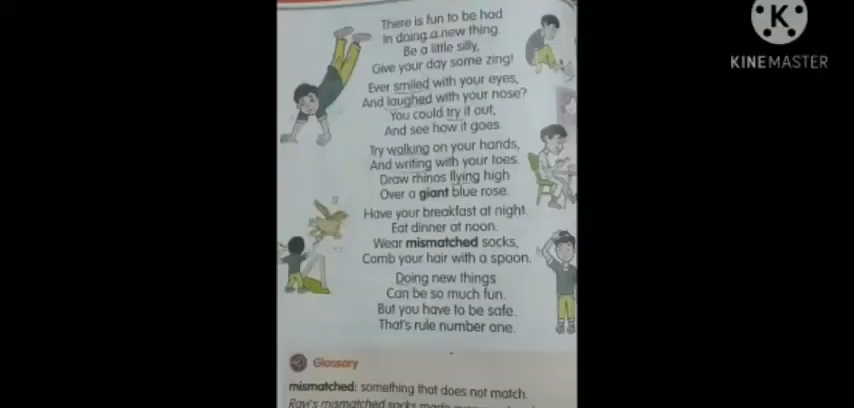 There is fun to be had
In doing a new thing.
Be a little silly,
Give your day some zing!
Ever smiled with your eyes,
And laughed with your nose?
You could try it out,
And see how it goes.
Try walking on your hands,
And writing with your toes.
Draw rhinos flying high
Over a giant blue rose.
Have your breakfast at night.
Eat dinner at noon.
Wear mismatched socks,
Comb your hair with a spoon.
Doing new things
Can be so much fun.
But you have to be safe.
That's rule number one.
Glossary
mismatched: something that does not match.
Ravi's mismatched socks made
K
KINEMASTER